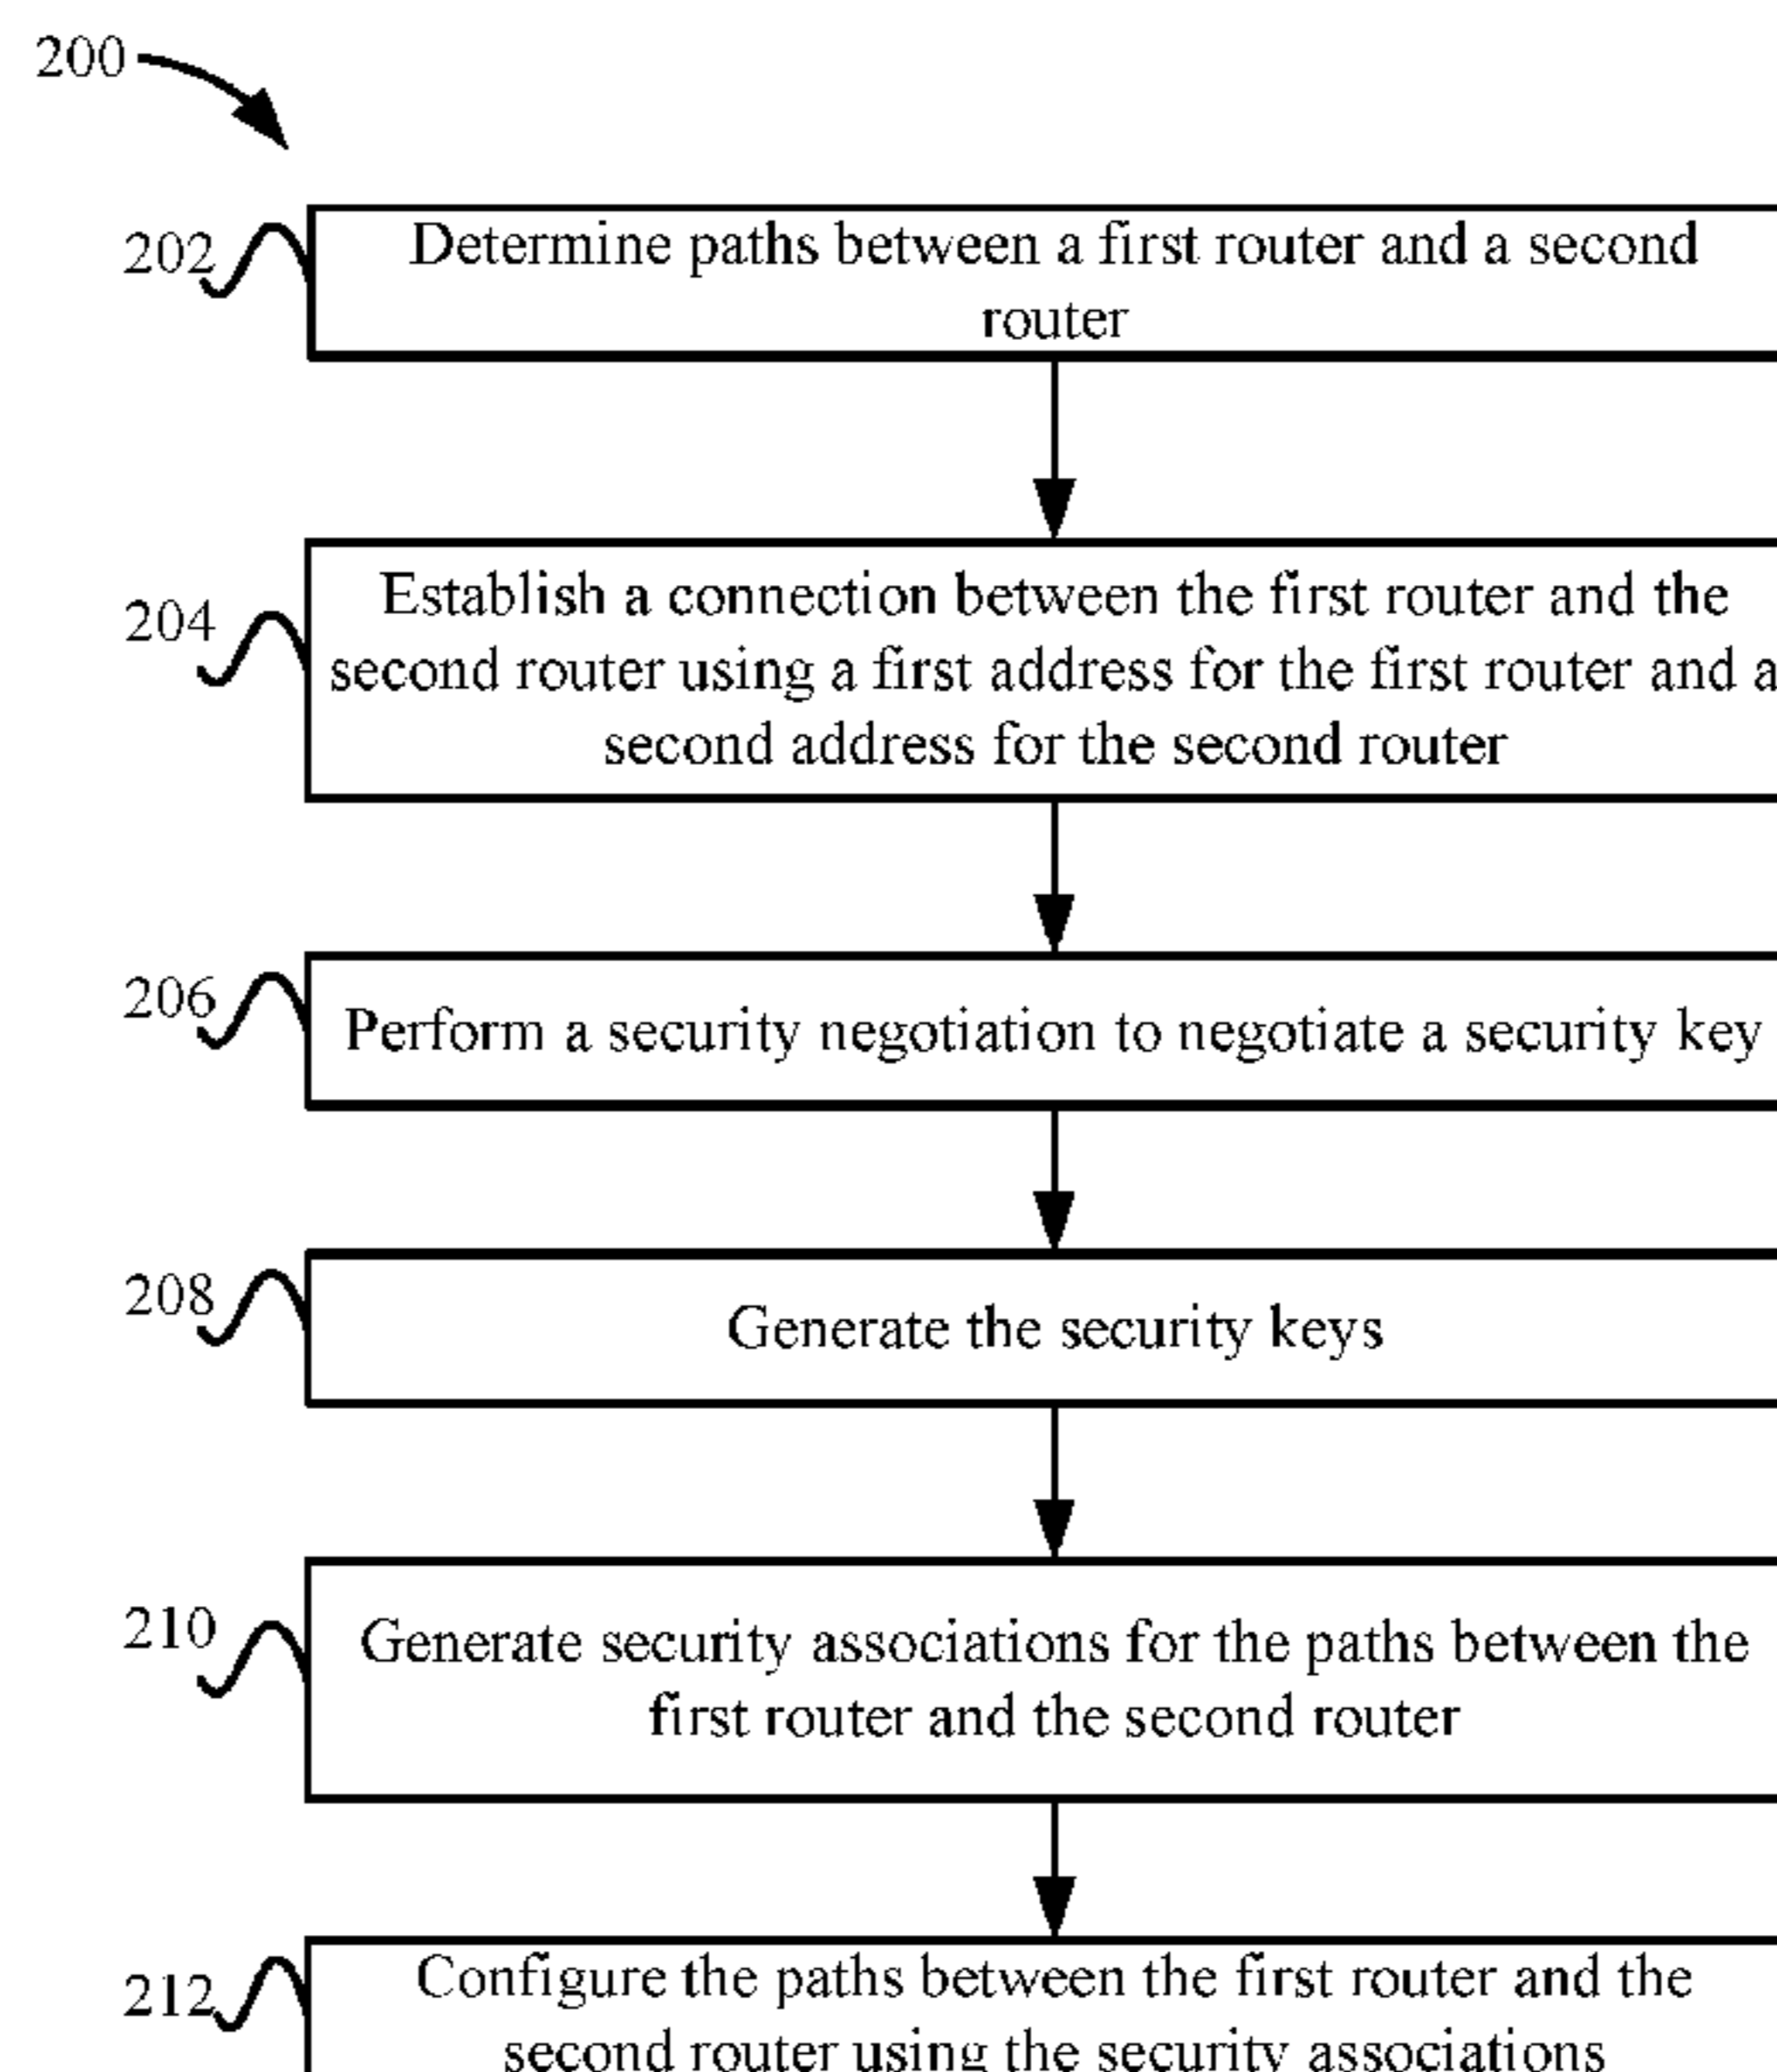 200
202
Determine paths between a first router and a second
router
204
Establish a connection between the first router and the
second router using a first address for the first router and a
second address for the second router
206
Perform a security negotiation to negotiate a security key
208
Generate the security keys
210
Generate security associations for the paths between the
first router and the second router
212
Configure the paths between the first router and the
second router using the security associations